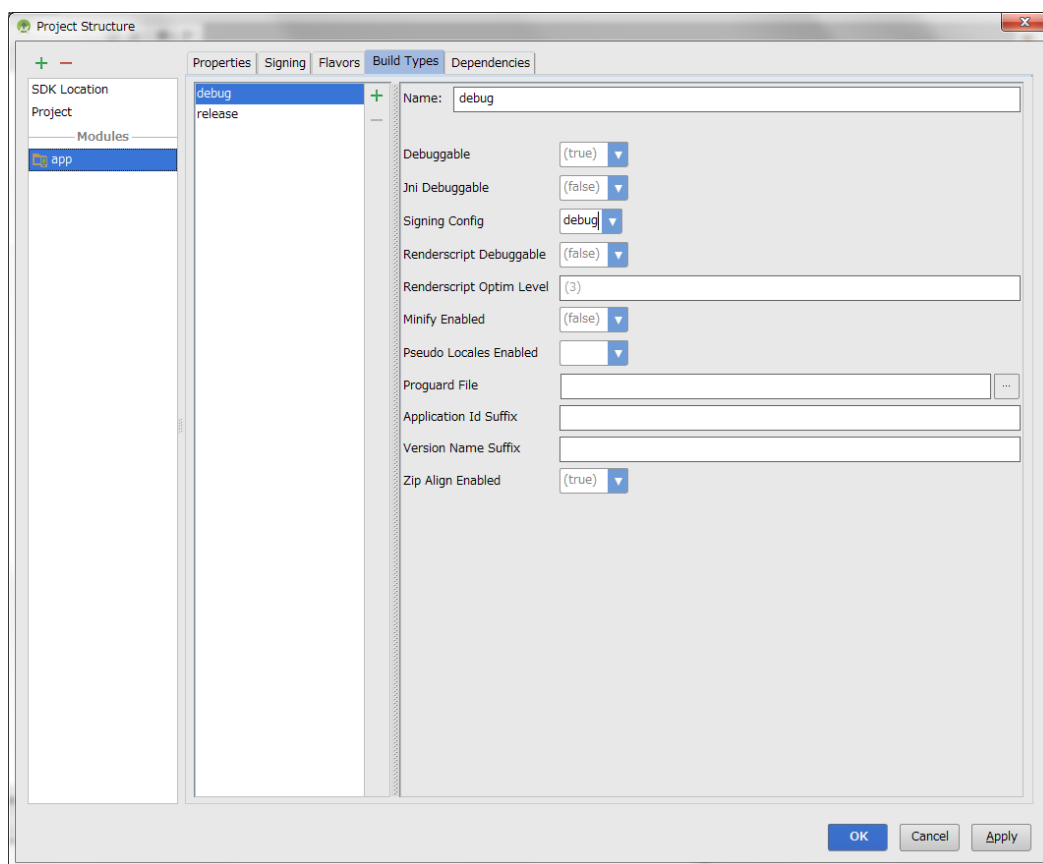 Project Structure
Properties Signing Flavors Build Types Dependencies
SDK Location
Project
Modules
app
debug
release
Name: debug
Debuggable (true)
Jni Debuggable (false)
Signing Config debug
Renderscript Debuggable (false)
Renderscript Optim Level (3)
Minify Enabled (false)
Pseudo Locales Enabled
Proguard File ...
Application Id Suffix
Version Name Suffix
Zip Align Enabled (true)
OK Cancel Apply